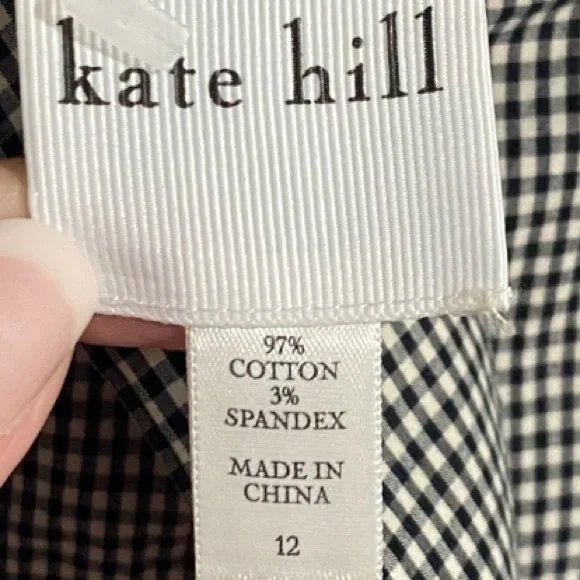 kate hill
97%
COTTON
3%
SPANDEX
MADE IN
CHINA
12